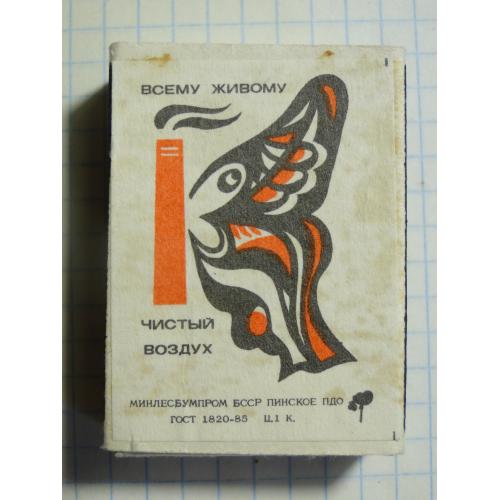 ВСЕМУ ЖИВОМУ
ЧИСТЫЙ
ВОЗДУХ
МИНЛЕСБУМПРОМ БССР ПИНСКОЕ ПДО
ГОСТ 1820-85 Ц.1 К.